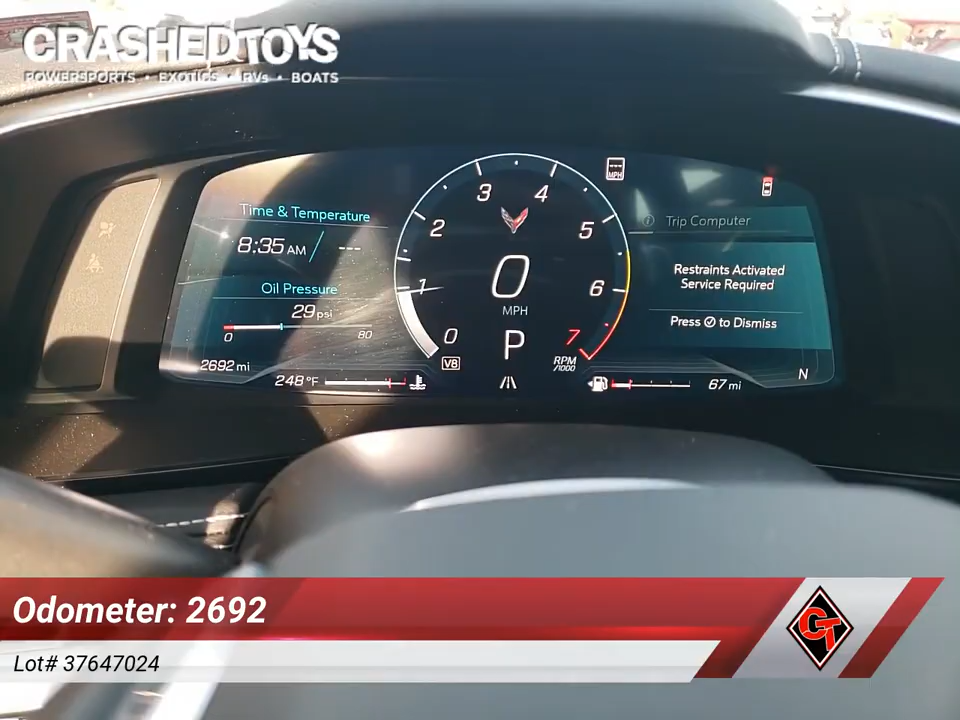 CRASHEDTOYS
POWERSPORTS • EXOTICS • RVs • BOATS
Time & Temperature
8:35 AM / ---
Oil Pressure
29 psi
0 80
2692 mi
248 °F
0
1
2
3
4
5
6
7
0
MPH
P
V8
RPM
/1000
---
MPH
Trip Computer
Restraints Activated
Service Required
Press ✓ to Dismiss
N
67 mi
Odometer: 2692
Lot# 37647024
CT